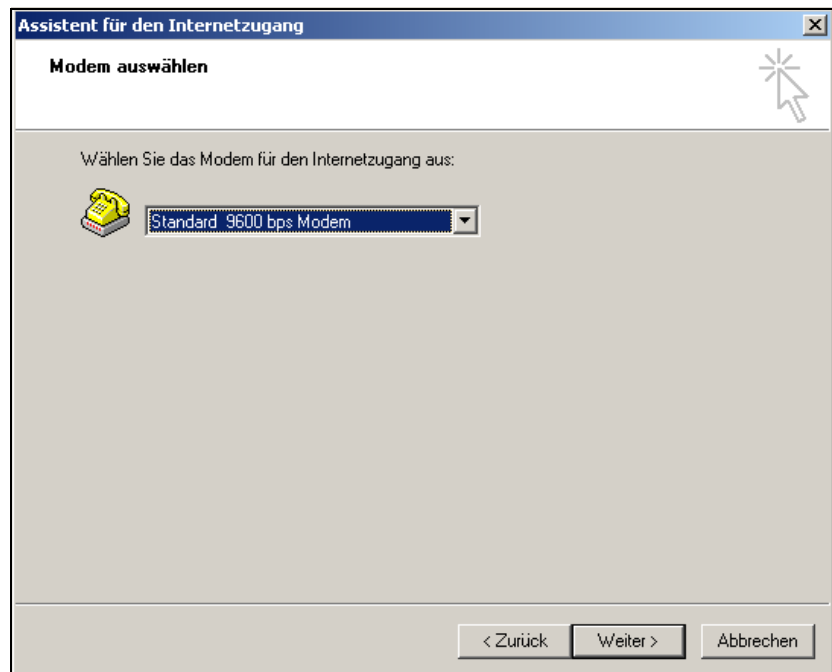 Assistent für den Internetzugang
Modem auswählen
Wählen Sie das Modem für den Internetzugang aus:
Standard 9600 bps Modem
< Zurück Weiter > Abbrechen